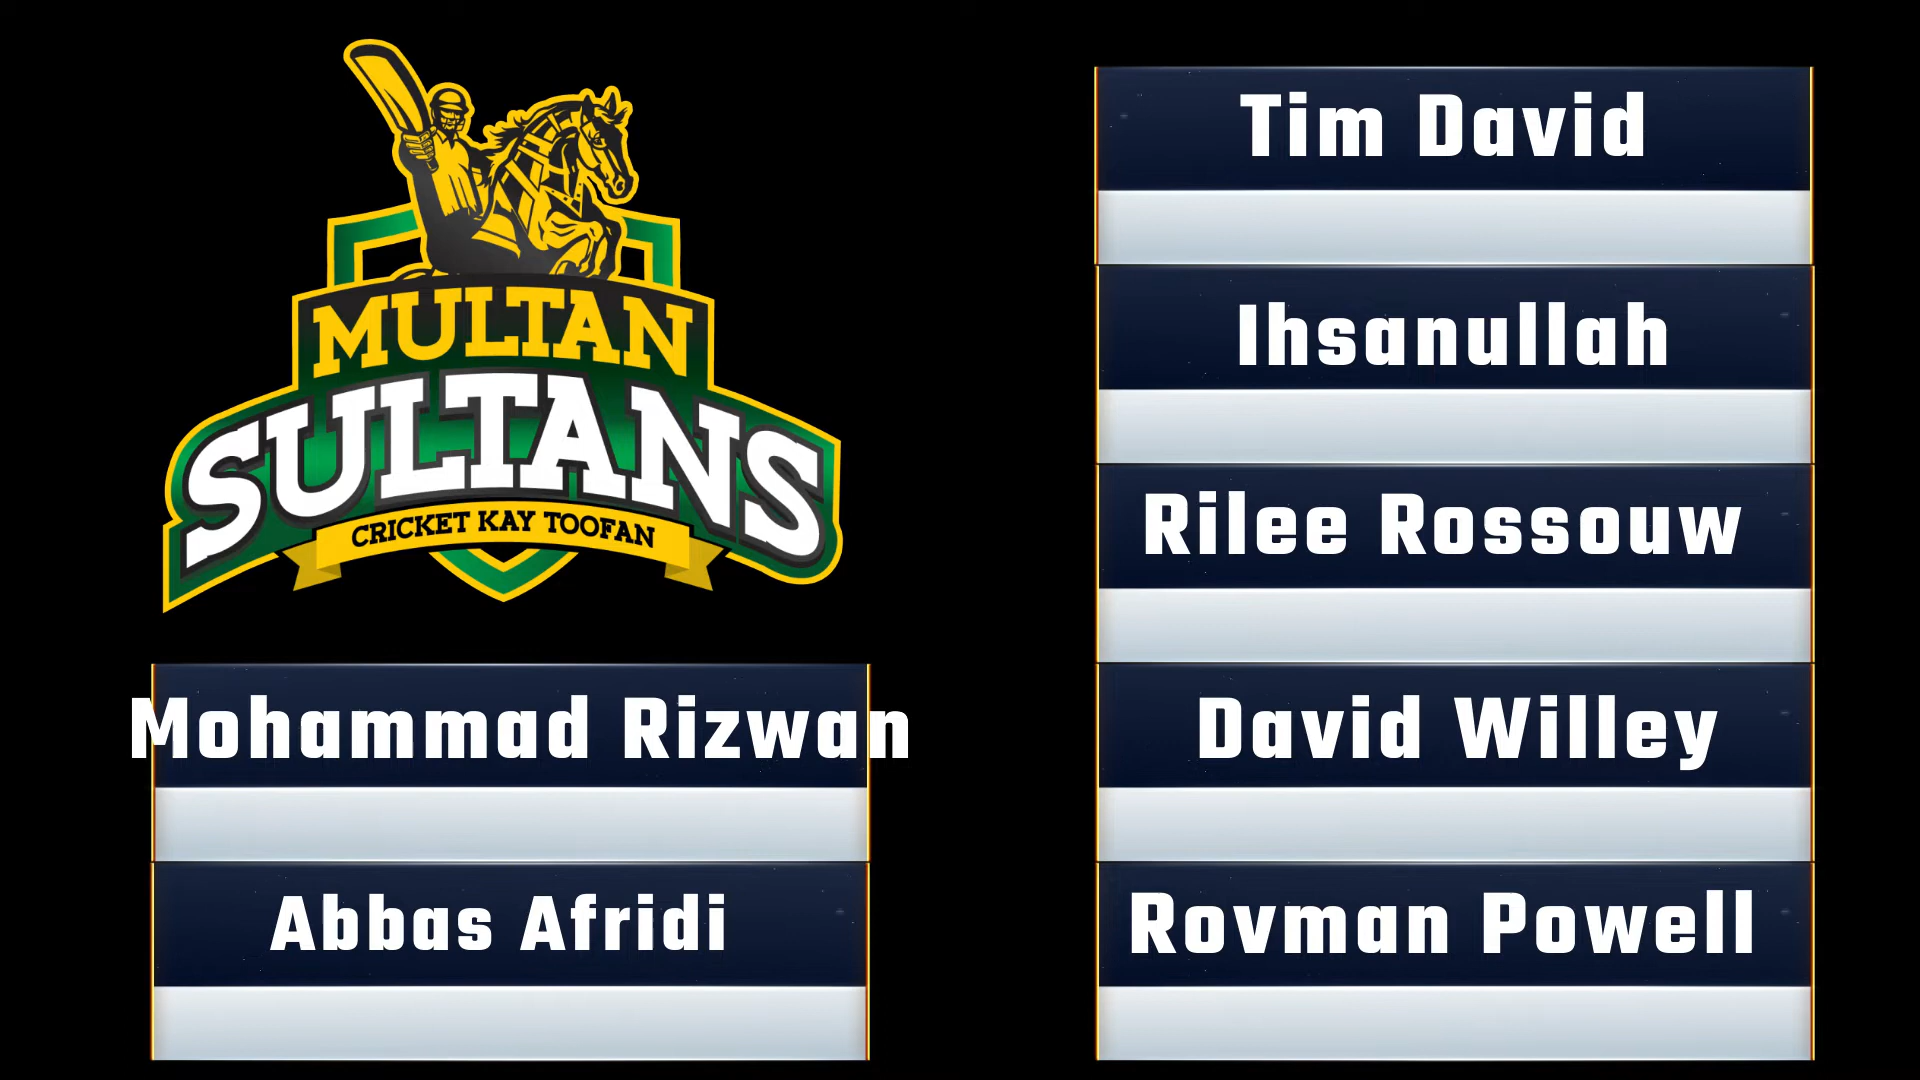 MULTAN
SULTANS
CRICKET KAY TOOFAN
Mohammad Rizwan
Abbas Afridi
Tim David
Ihsanullah
Rilee Rossouw
David Willey
Rovman Powell